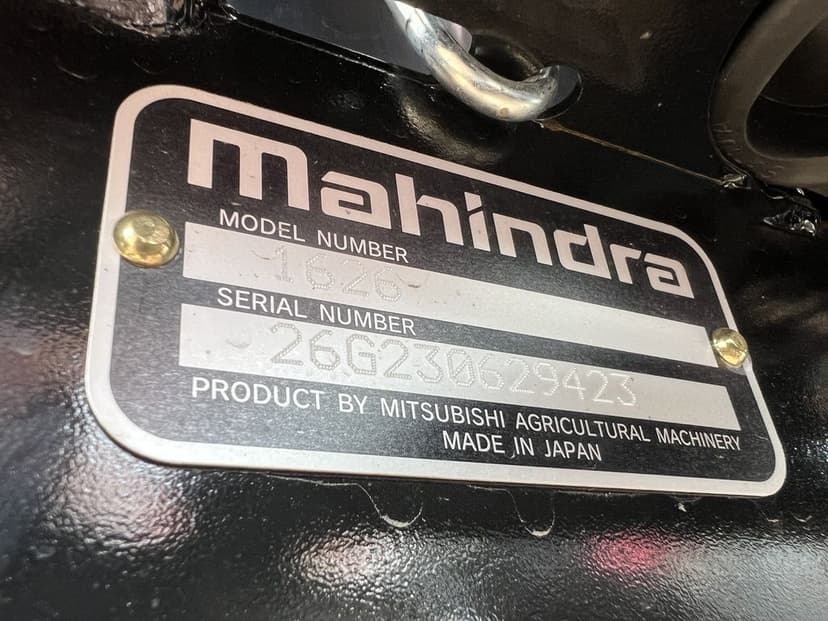 mahindra
MODEL NUMBER
1626
SERIAL NUMBER
26G230629423
PRODUCT BY MITSUBISHI AGRICULTURAL MACHINERY
MADE IN JAPAN